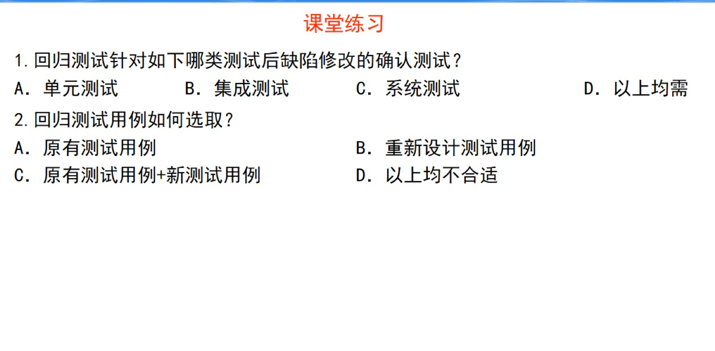 课堂练习
1.回归测试针对如下哪类测试后缺陷修改的确认测试?
A. 单元测试 B. 集成测试 C. 系统测试 D. 以上均需
2.回归测试用例如何选取?
A. 原有测试用例 B. 重新设计测试用例
C. 原有测试用例+新测试用例 D. 以上均不合适